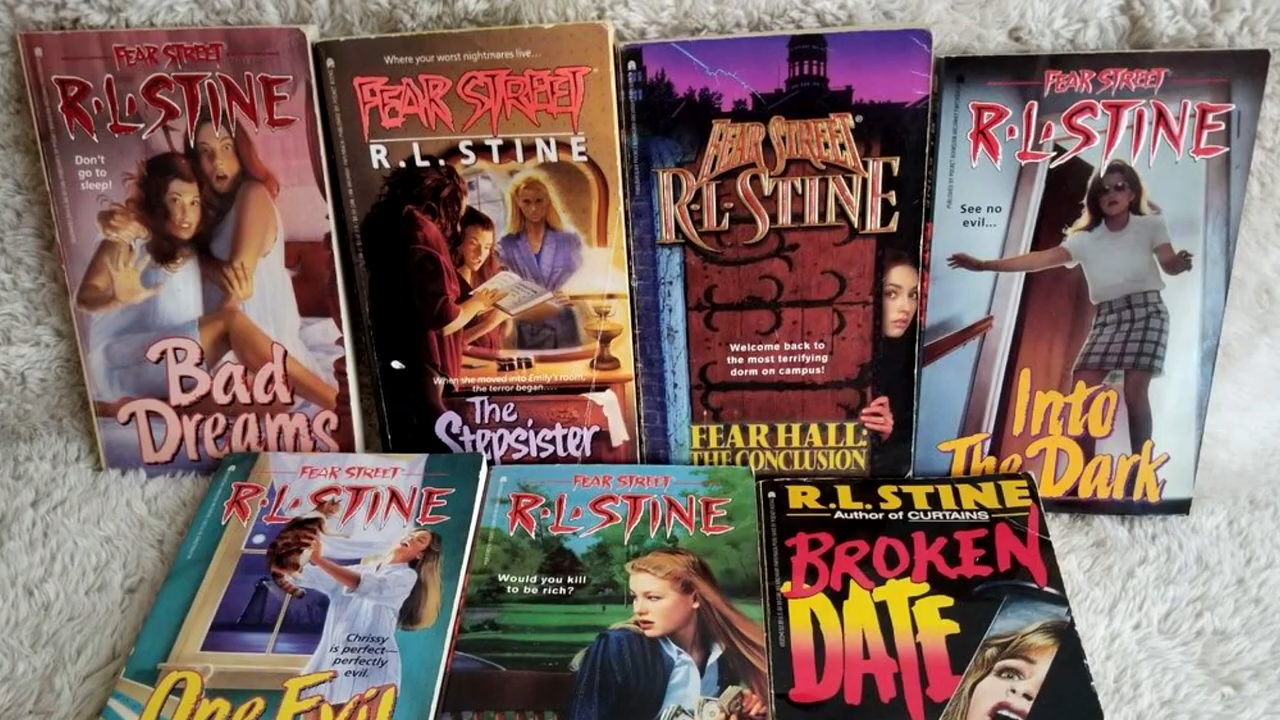 FEAR STREET
R•L•STINE
Don't
go to
sleep!
Bad
Dreams
Where your worst nightmares live...
FEAR STREET®
R.L. STINE
When she moved into Emily's room,
the terror began....
The
Stepsister
FEAR STREET®
R•L•STINE
Welcome back to
the most terrifying
dorm on campus!
FEAR HALL:
THE CONCLUSION
FEAR STREET
R•L•STINE
See no
evil...
Into
The Dark
FEAR STREET
R•L•STINE
Chrissy
is perfect—
perfectly
evil.
One Evil
FEAR STREET
R•L•STINE
Would you kill
to be rich?
R.L. STINE
Author of CURTAINS
BROKEN
DATE